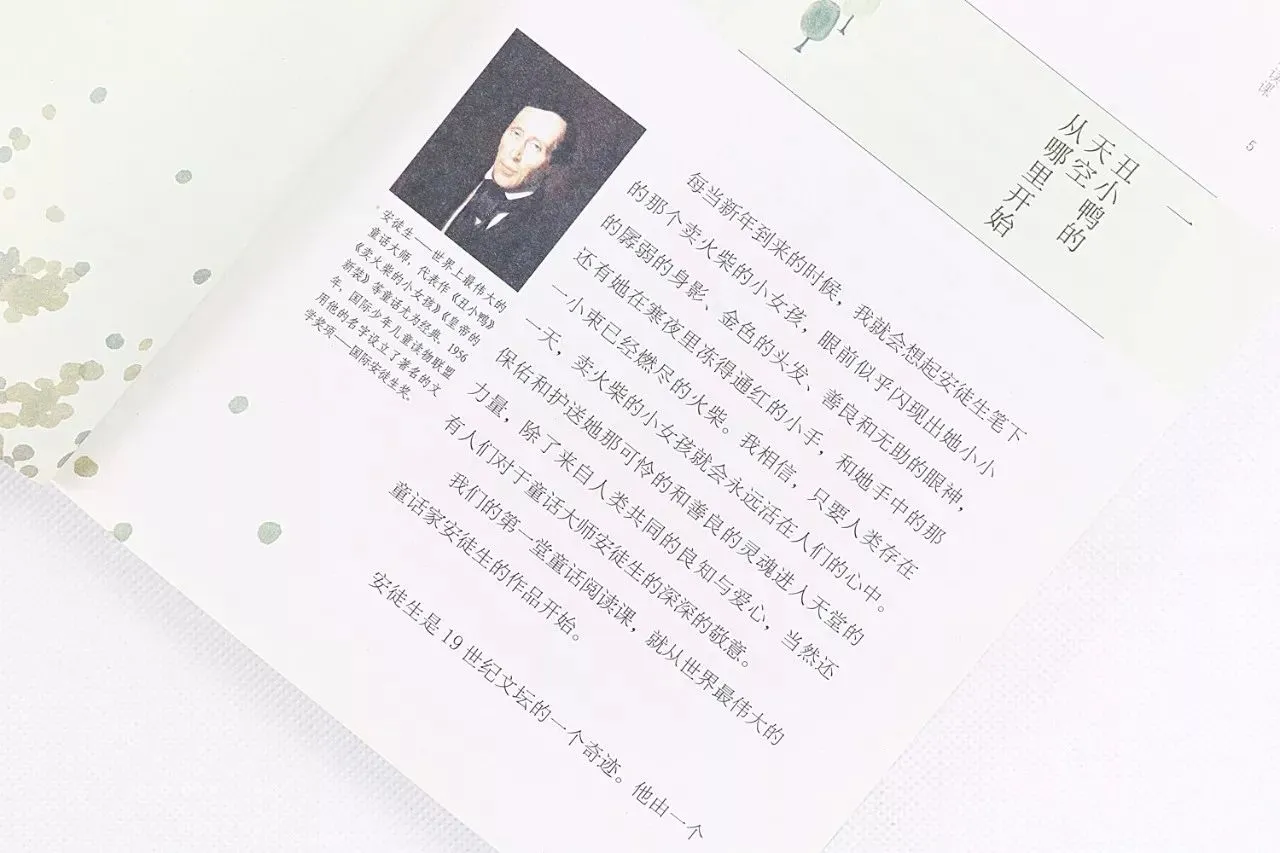 读课
5
一
丑小鸭的
天空
从哪里开始
每当新年到来的时候，我就会想起安徒生笔下
的那个卖火柴的小女孩，眼前似乎闪现出她小小
的孱弱的身影、金色的头发、善良和无助的眼神，
还有她在寒夜里冻得通红的小手，和她手中的那
一小束已经燃尽的火柴。我相信，只要人类存在
一天，卖火柴的小女孩就会永远活在人们的心中。
保佑和护送她那可怜的和善良的灵魂进入天堂的
力量，除了来自人类共同的良知与爱心，当然还
有人们对于童话大师安徒生的深深的敬意。
我们的第一堂童话阅读课，就从世界最伟大的
童话家安徒生的作品开始。
安徒生是19世纪文坛的一个奇迹。他由一个
安徒生——世界上最伟大的
童话大师，代表作《丑小鸭》
《卖火柴的小女孩》《皇帝的
新装》等童话尤为经典。1956
年，国际少年儿童读物联盟
用他的名字设立了著名的文
学奖项——国际安徒生奖。